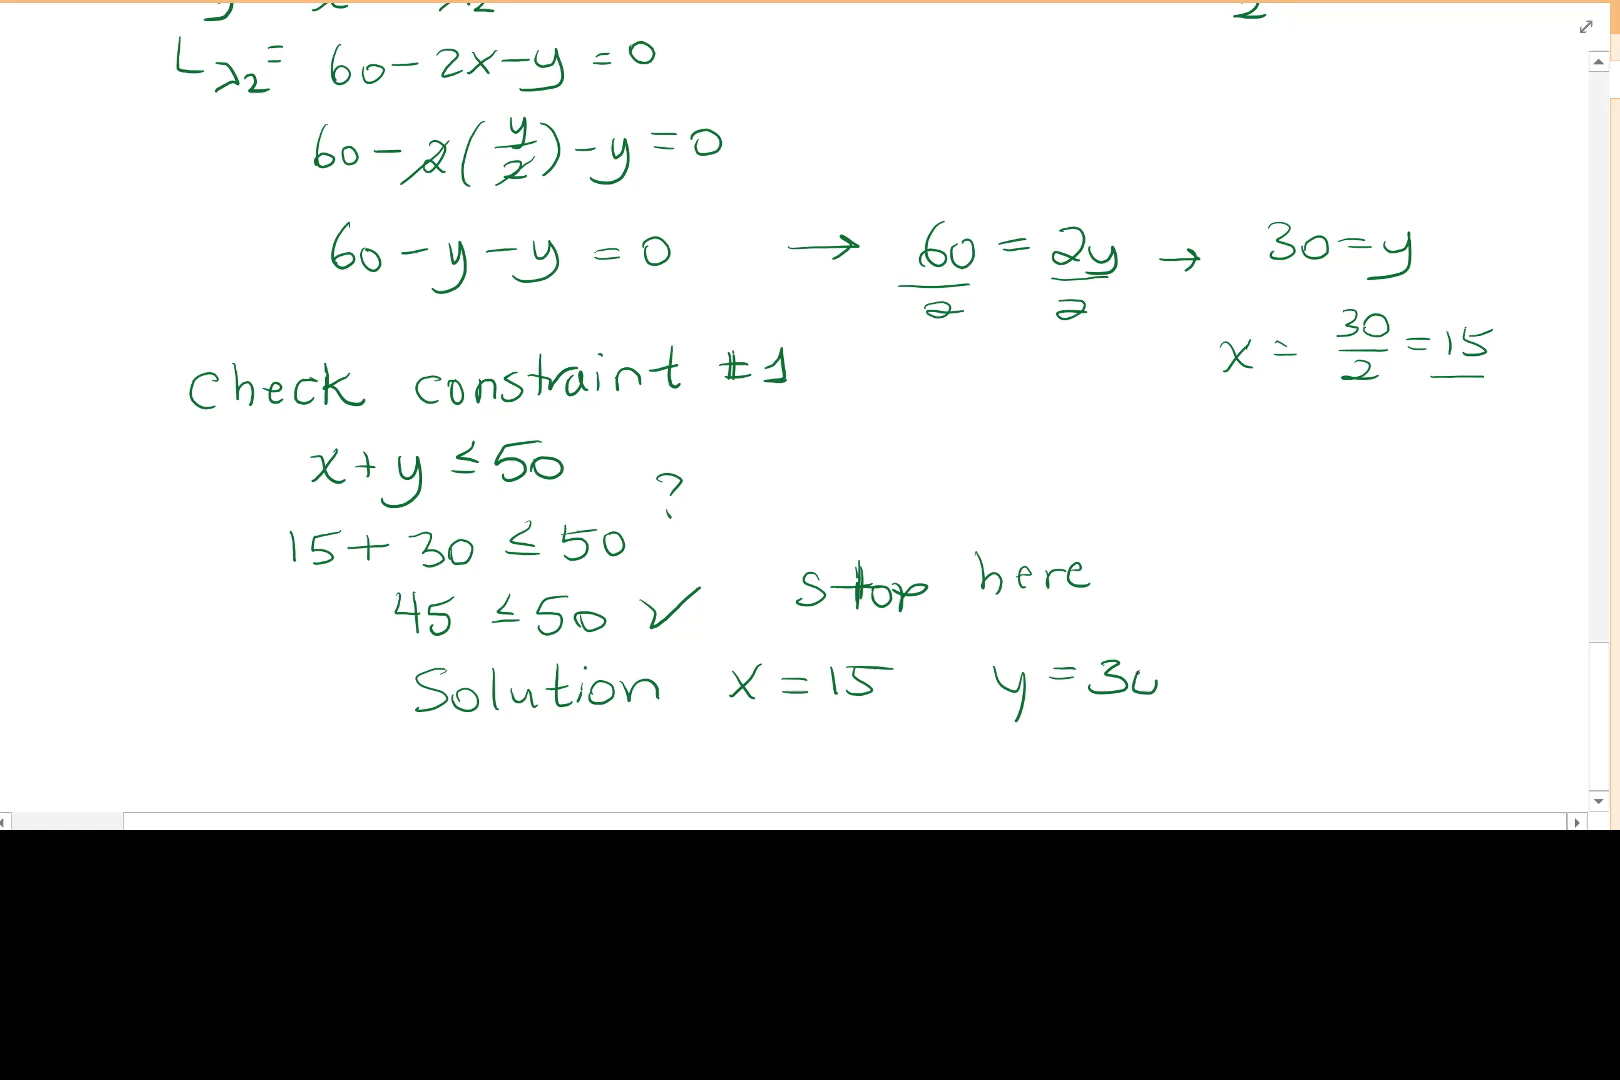 L_λ2 = 60 - 2x - y = 0
60 - 2(y/2) - y = 0
60 - y - y = 0 → 60/2 = 2y/2 → 30 = y
x = 30/2 = 15
Check constraint #1
x + y ≤ 50
15 + 30 ≤ 50 ?
45 ≤ 50 ✓ stop here
Solution x = 15 y = 30